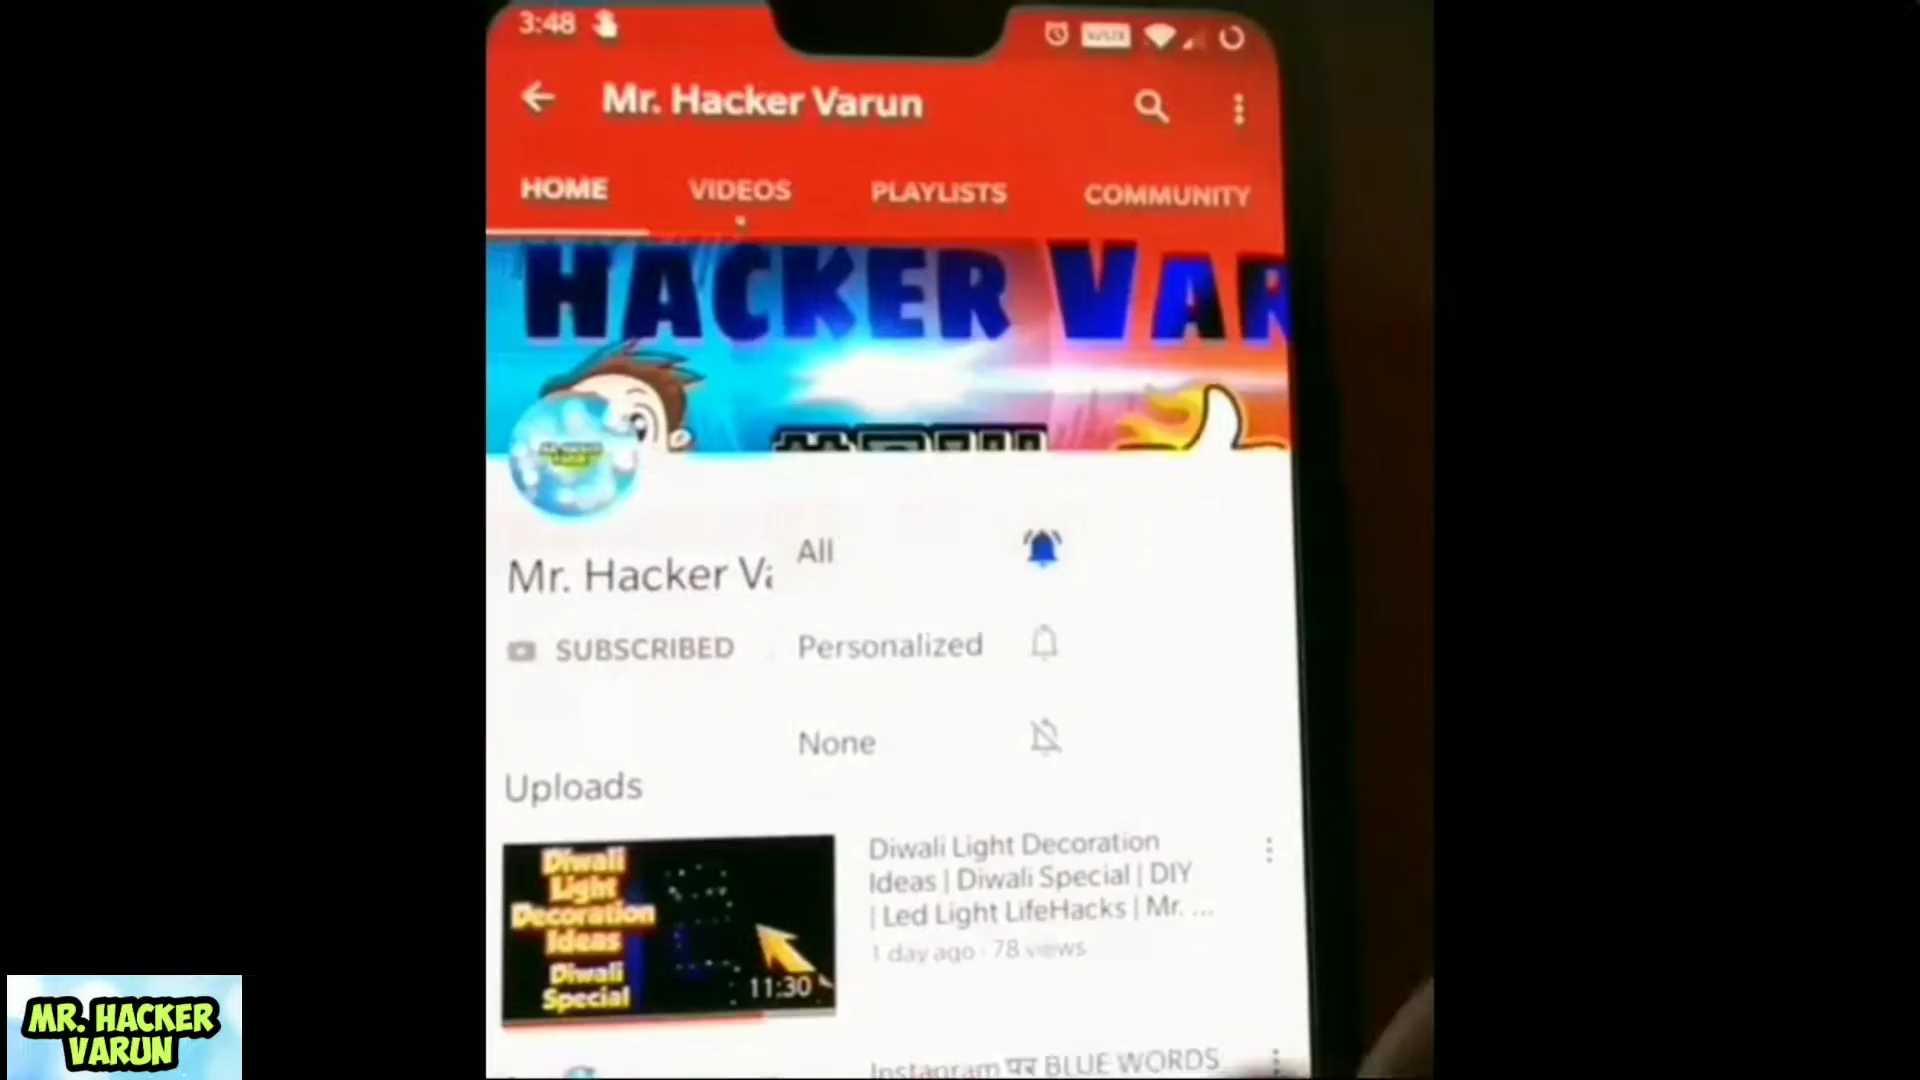 3:48
Mr. Hacker Varun
HOME VIDEOS PLAYLISTS COMMUNITY
HACKER VAR
Mr. Hacker Va
All
SUBSCRIBED
Personalized
None
Uploads
Diwali
Light
Decoration
Ideas
Diwali
Special
11:30
Diwali Light Decoration
Ideas | Diwali Special | DIY
| Led Light LifeHacks | Mr. ...
1 day ago · 78 views
Instagram पर BLUE WORDS
MR. HACKER
VARUN